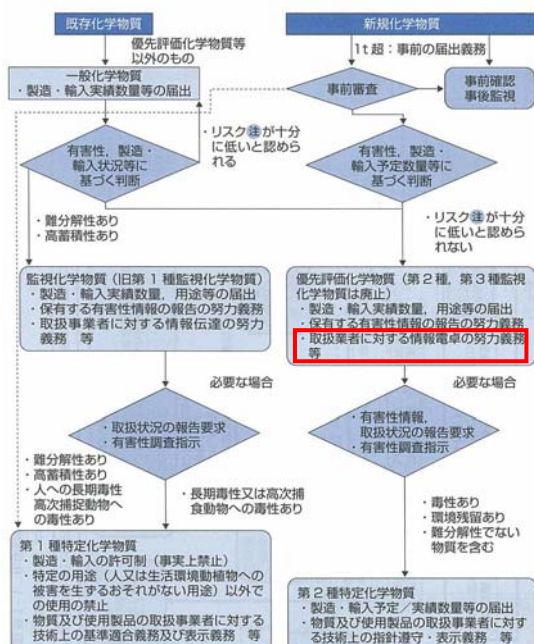 既存化学物質
新規化学物質
優先評価化学物質等
以外のもの
1t 超：事前の届出義務
一般化学物質
・製造・輸入実績数量等の届出
事前審査
事前確認
事後監視
・リスク注が十分
に低いと認めら
れる
有害性，製造・
輸入状況等に
基づく判断
有害性，製造・
輸入予定数量等に
基づく判断
・難分解性あり
・高蓄積性あり
・リスク注が十分
に低いと認めら
れない
監視化学物質（旧第１種監視化学物質）
・製造・輸入実績数量，用途等の届出
・保有する有害性情報の報告の努力義務
・取扱事業者に対する情報伝達の努力
義務　等
優先評価化学物質（第２種，第３種監視
化学物質は廃止）
・製造，輸入実績数量，用途等の届出
・保有する有害性情報の報告の努力義務
・取扱業者に対する情報電卓の努力義務
等
必要な場合
必要な場合
・取扱状況の報告要求
・有害性調査指示
・有害性情報，
取扱状況の報告要求
・有害性調査指示
・難分解性あり
・高蓄積性あり
・人への長期毒性
高次捕捉動物へ
の毒性あり
・長期毒性又は高次捕
食動物への毒性あり
・毒性あり
・環境残留あり
・難分解性でない
物質を含む
第１種特定化学物質
・製造・輸入の許可制（事実上禁止）
・特定の用途（人又は生活環境動植物への
被害を生ずるおそれがない用途）以外で
の使用の禁止
・物質及び使用製品の取扱事業者に対する
技術上の基準適合義務及び表示義務　等
第２種特定化学物質
・製造・輸入予定／実績数量等の届出
・物質及び使用製品の取扱事業者に対す
る技術上の指針遵守・表示義務　等